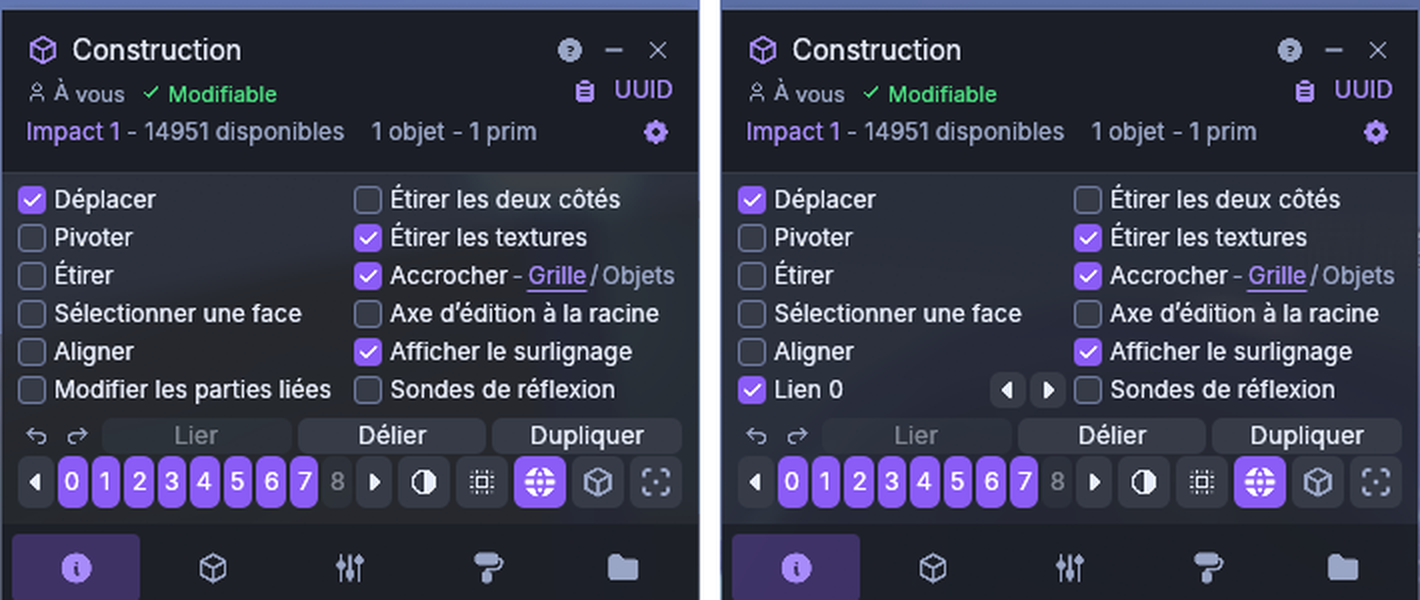 Construction
À vous Modifiable UUID
Impact 1 - 14951 disponibles 1 objet - 1 prim
Déplacer Étirer les deux côtés
Pivoter Étirer les textures
Étirer Accrocher - Grille / Objets
Sélectionner une face Axe d’édition à la racine
Aligner Afficher le surlignage
Modifier les parties liées Sondes de réflexion
Lier Délier Dupliquer
0 1 2 3 4 5 6 7 8
Construction
À vous Modifiable UUID
Impact 1 - 14951 disponibles 1 objet - 1 prim
Déplacer Étirer les deux côtés
Pivoter Étirer les textures
Étirer Accrocher - Grille / Objets
Sélectionner une face Axe d’édition à la racine
Aligner Afficher le surlignage
Lien 0 Sondes de réflexion
Lier Délier Dupliquer
0 1 2 3 4 5 6 7 8